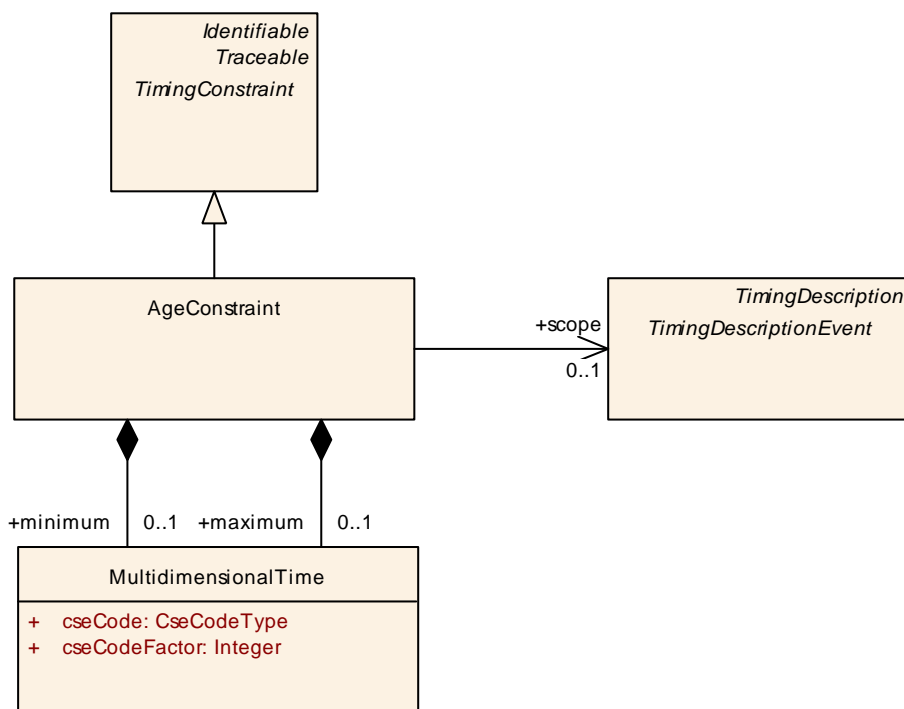 Identifiable
Traceable
TimingConstraint
AgeConstraint
+scope
0..1
TimingDescription
TimingDescriptionEvent
+minimum 0..1 +maximum 0..1
MultidimensionalTime
+ cseCode: CseCodeType
+ cseCodeFactor: Integer